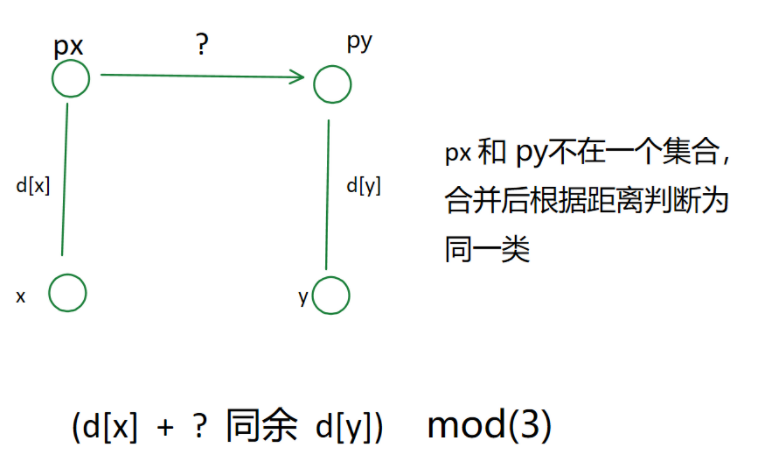 px
?
py
d[x]
d[y]
px 和 py不在一个集合，
合并后根据距离判断为
同一类
x
y
(d[x] + ? 同余 d[y]) mod(3)